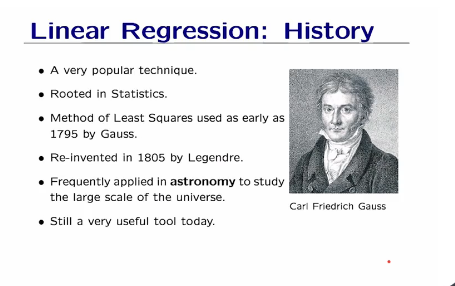 Linear Regression: History
• A very popular technique.
• Rooted in Statistics.
• Method of Least Squares used as early as
1795 by Gauss.
• Re-invented in 1805 by Legendre.
• Frequently applied in astronomy to study
the large scale of the universe.
• Still a very useful tool today.
Carl Friedrich Gauss